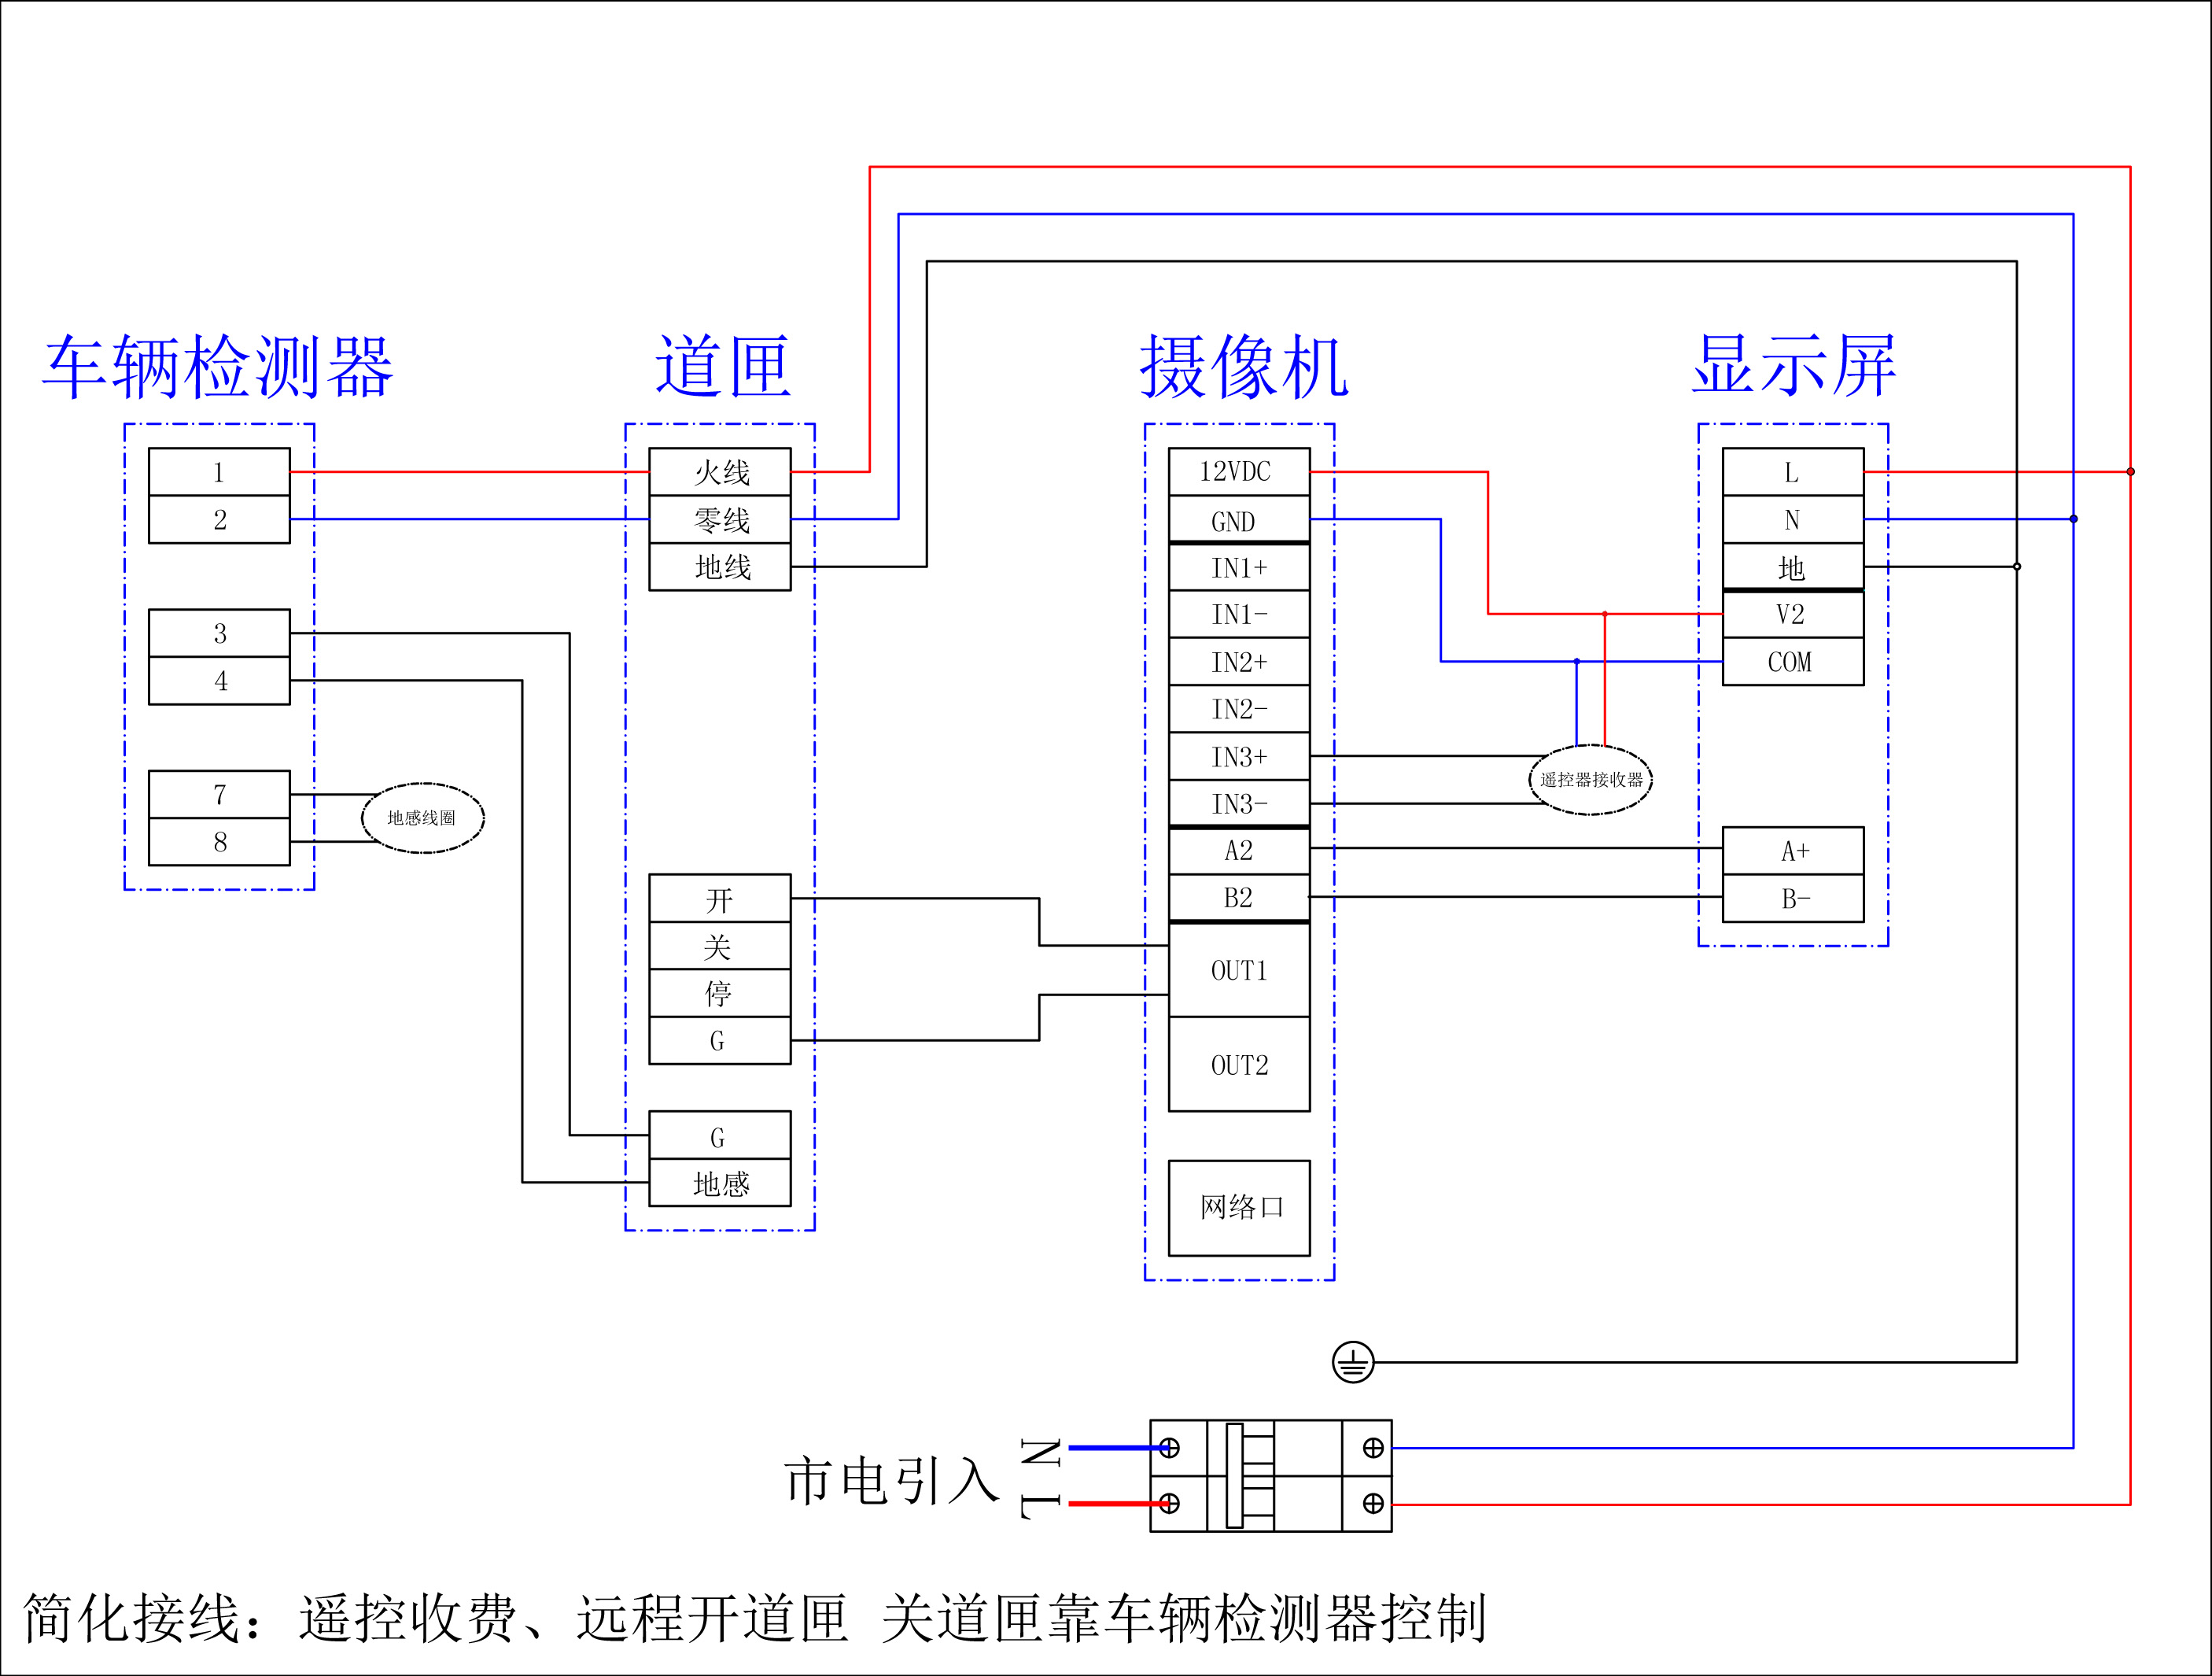 车辆检测器
1
2
3
4
7
8
地感线圈
道匣
火线
零线
地线
开
关
停
G
G
地感
摄像机
12VDC
GND
IN1+
IN1-
IN2+
IN2-
IN3+
IN3-
A2
B2
OUT1
OUT2
网络口
遥控器接收器
显示屏
L
N
地
V2
COM
A+
B-
市电引入
N
L
简化接线：遥控收费、远程开道匣 关道匣靠车辆检测器控制